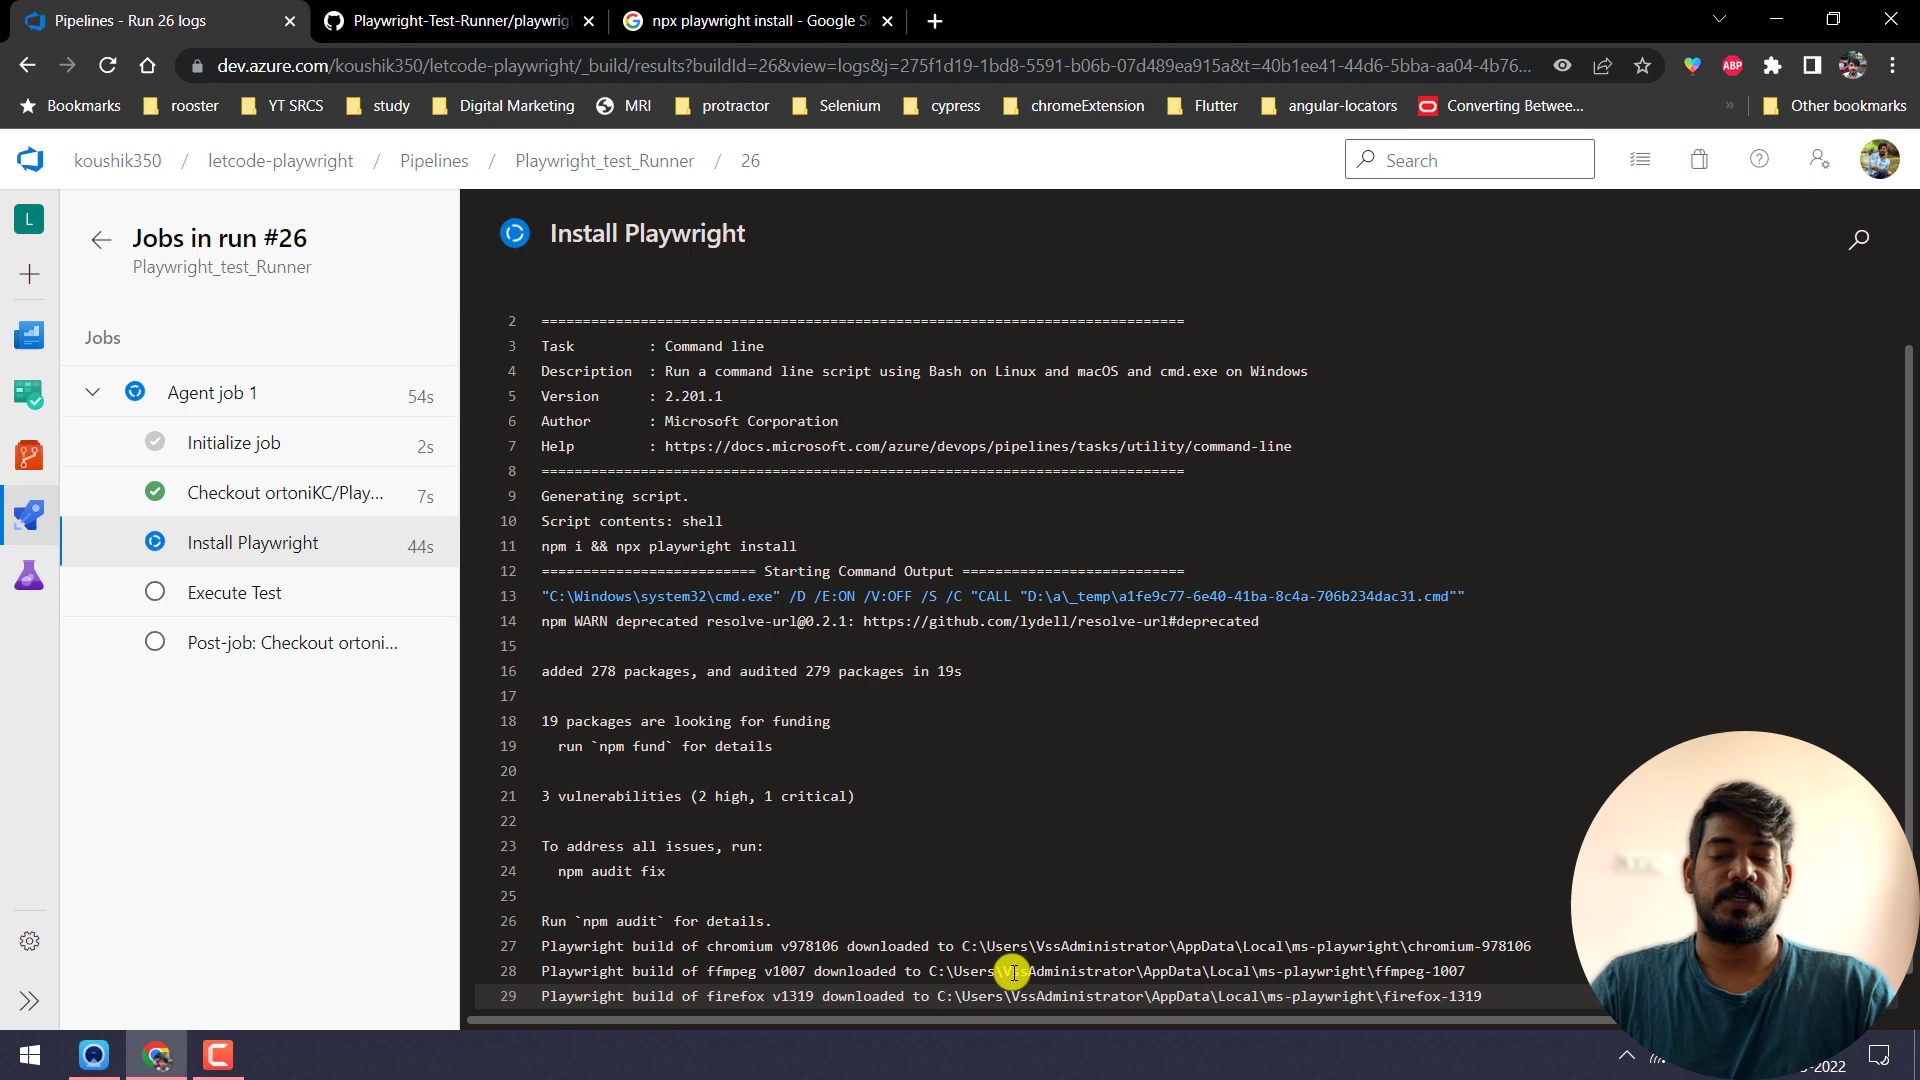 Pipelines - Run 26 logs
Playwright-Test-Runner/playwrig
npx playwright install - Google Se
dev.azure.com/koushik350/letcode-playwright/_build/results?buildId=26&view=logs&j=275f1d19-1bd8-5591-b06b-07d489ea915a&t=40b1ee41-44d6-5bba-aa04-4b76...
ABP
Bookmarks
rooster
YT SRCS
study
Digital Marketing
MRI
protractor
Selenium
cypress
chromeExtension
Flutter
angular-locators
Converting Betwee...
»
Other bookmarks
koushik350 / letcode-playwright / Pipelines / Playwright_test_Runner / 26
Search
L
Jobs in run #26
Playwright_test_Runner
Jobs
Agent job 1 54s
Initialize job 2s
Checkout ortoniKC/Play... 7s
Install Playwright 44s
Execute Test
Post-job: Checkout ortoni...
Install Playwright
2 ==============================================================================
3 Task : Command line
4 Description : Run a command line script using Bash on Linux and macOS and cmd.exe on Windows
5 Version : 2.201.1
6 Author : Microsoft Corporation
7 Help : https://docs.microsoft.com/azure/devops/pipelines/tasks/utility/command-line
8 ==============================================================================
9 Generating script.
10 Script contents: shell
11 npm i && npx playwright install
12 ========================== Starting Command Output ===========================
13 "C:\Windows\system32\cmd.exe" /D /E:ON /V:OFF /S /C "CALL "D:\a\_temp\a1fe9c77-6e40-41ba-8c4a-706b234dac31.cmd""
14 npm WARN deprecated resolve-url@0.2.1: https://github.com/lydell/resolve-url#deprecated
15
16 added 278 packages, and audited 279 packages in 19s
17
18 19 packages are looking for funding
19 run `npm fund` for details
20
21 3 vulnerabilities (2 high, 1 critical)
22
23 To address all issues, run:
24 npm audit fix
25
26 Run `npm audit` for details.
27 Playwright build of chromium v978106 downloaded to C:\Users\VssAdministrator\AppData\Local\ms-playwright\chromium-978106
28 Playwright build of ffmpeg v1007 downloaded to C:\Users\VssAdministrator\AppData\Local\ms-playwright\ffmpeg-1007
29 Playwright build of firefox v1319 downloaded to C:\Users\VssAdministrator\AppData\Local\ms-playwright\firefox-1319
-2022